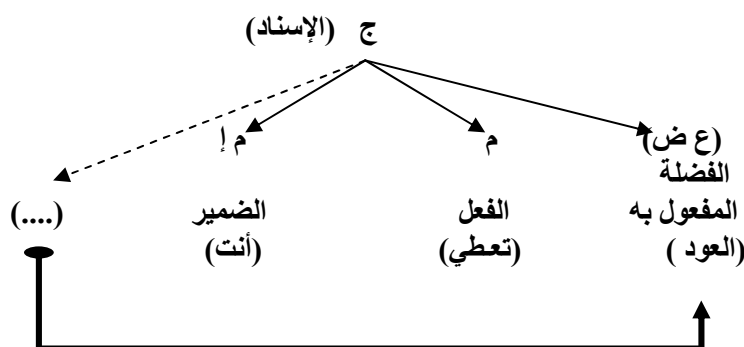 ج (الإسناد)
(ع ض) م م إ
الفضلة
المفعول به الفعل الضمير (....)
(العود ) (تعطي) (أنت)